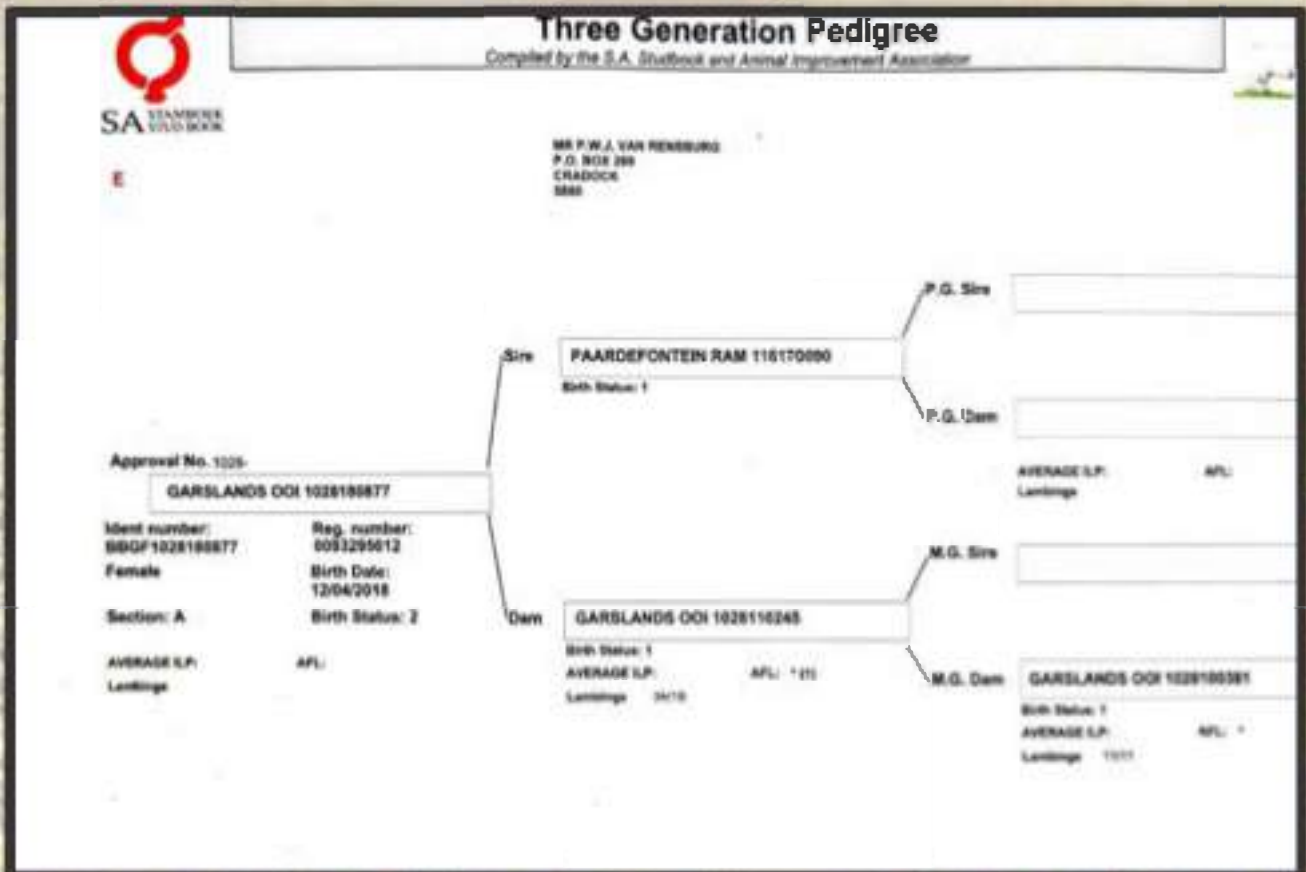 Three Generation Pedigree
Compiled by the S.A. Studbook and Animal Improvement Association
SA STAMBOEK
STUD BOOK
E
MR P.W.J. VAN RENSBURG
P.O. BOX
CRADOCK
P.G. Sire
Sire PAARDEFONTEIN RAM 116170090
Birth Status: 1
P.G. Dam
Approval No. 1028-
GARSLANDS OOI 1028180877
AVERAGE ILP: AFL:
Lambings
Ident number: Reg. number:
BBGF1028180877 0093295012
M.G. Sire
Female Birth Date:
12/04/2018
Section: A Birth Status: 2
Dam GARSLANDS OOI 1028110245
Birth Status: 1
AVERAGE ILP: AFL:
Lambings
AVERAGE ILP: AFL:
Lambings
M.G. Dam GARSLANDS OOI 1028100381
Birth Status: 1
AVERAGE ILP: AFL: *
Lambings